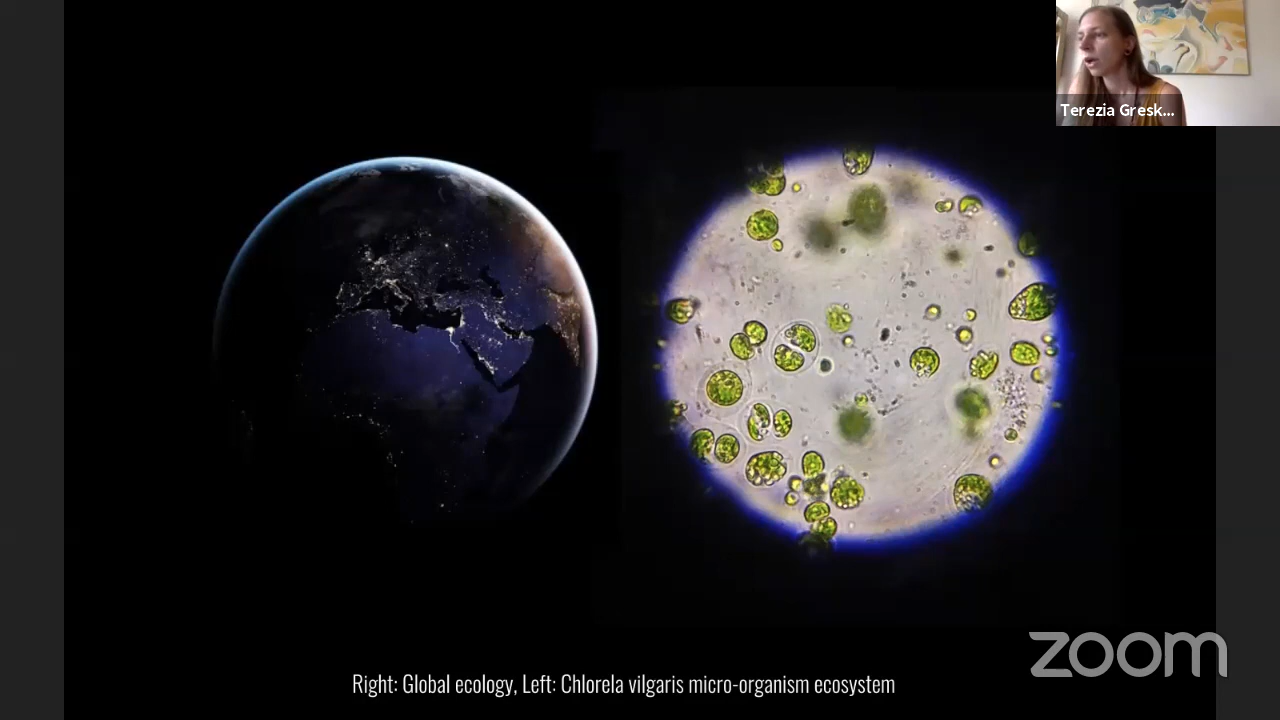 Terezia Gresk...
Right: Global ecology, Left: Chlorela vilgaris micro-organism ecosystem
zoom